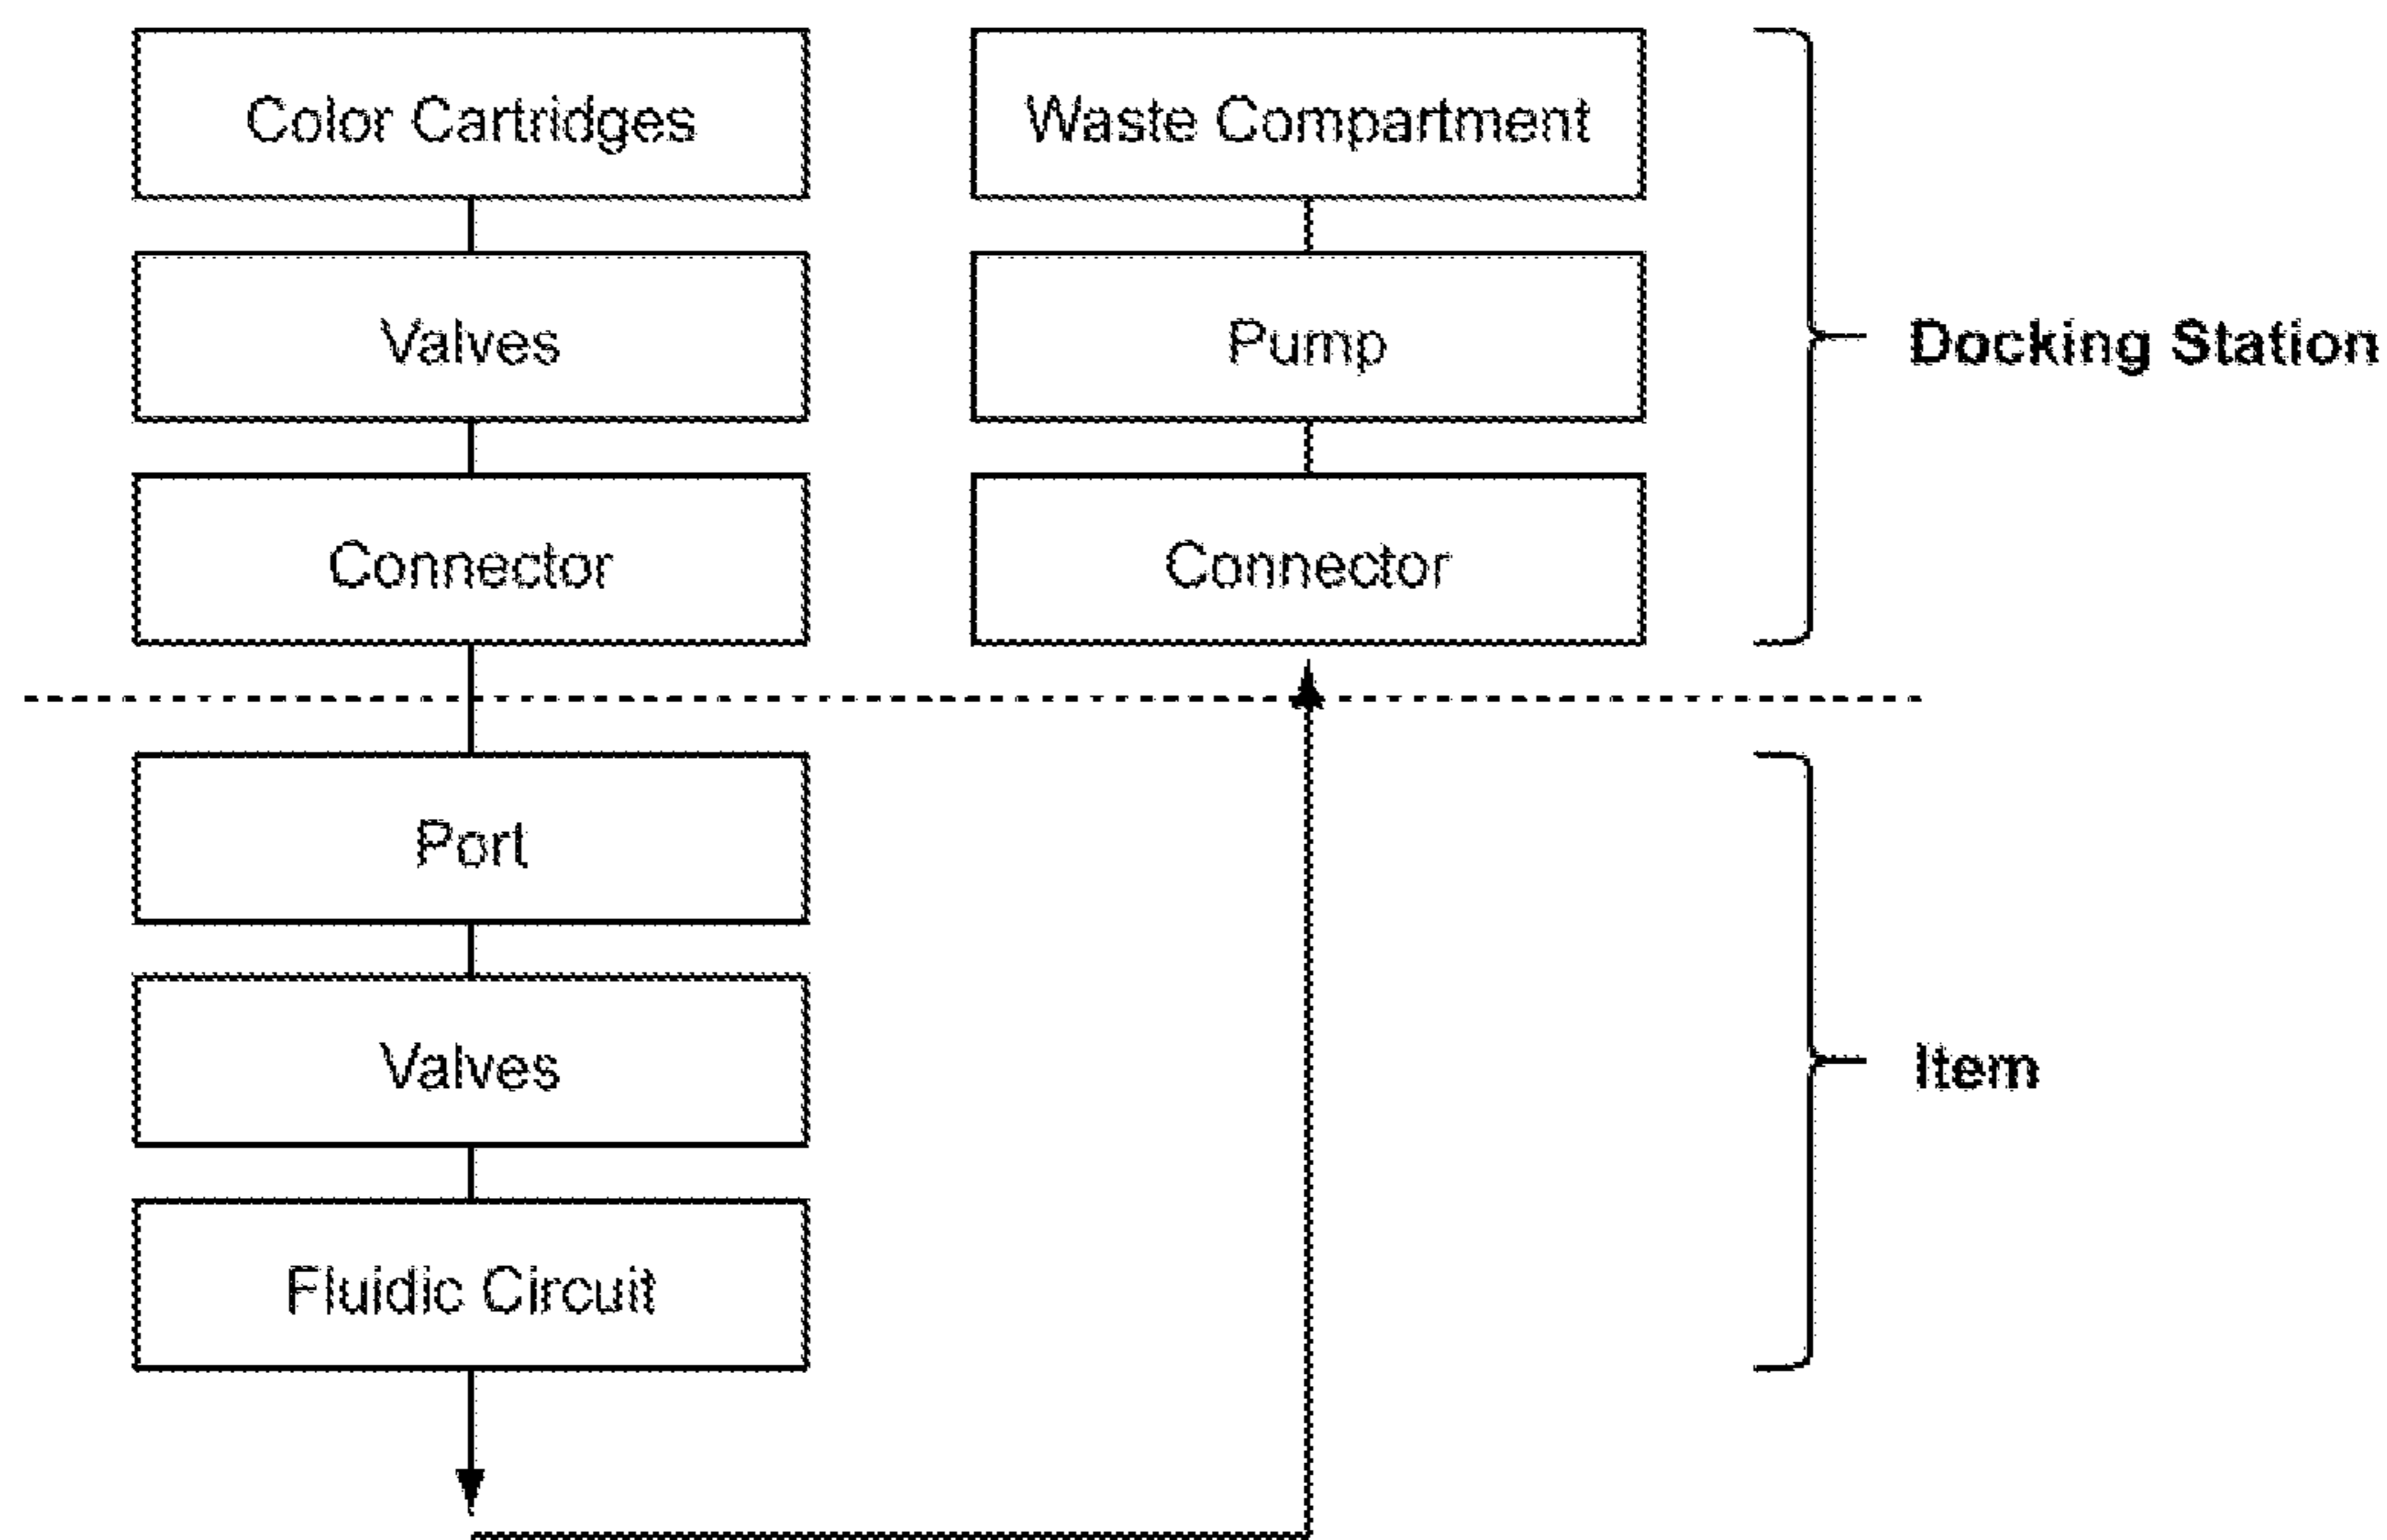 Color Cartridges
Valves
Connector
Waste Compartment
Pump
Connector
Docking Station
Port
Valves
Fluidic Circuit
Item